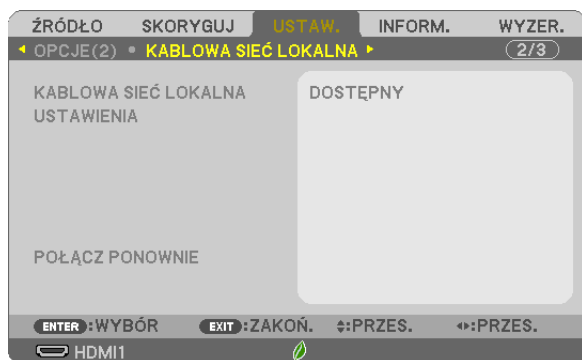 ŹRÓDŁO SKORYGUJ USTAW. INFORM. WYZER.
OPCJE(2) • KABLOWA SIEĆ LOKALNA 2/3
KABLOWA SIEĆ LOKALNA DOSTĘPNY
USTAWIENIA
POŁĄCZ PONOWNIE
ENTER :WYBÓR EXIT :ZAKOŃ. :PRZES. :PRZES.
HDMI1